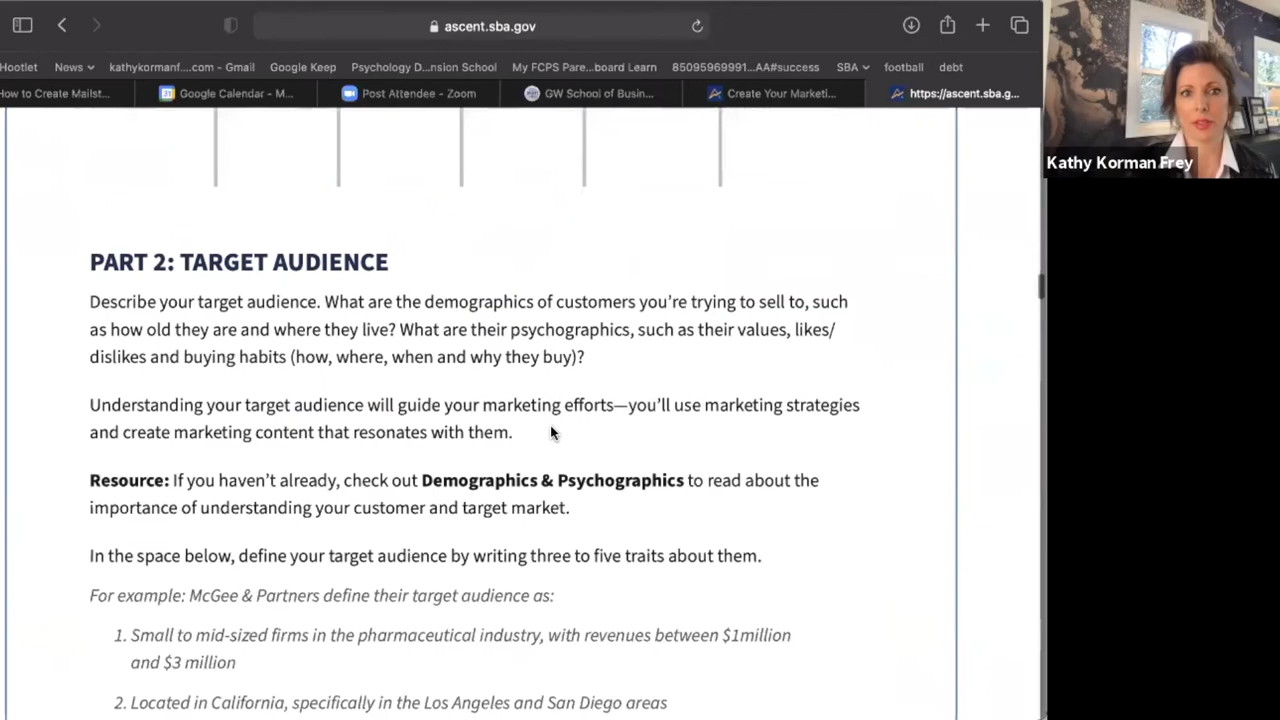 ascent.sba.gov
Hootlet News kathykormanf....com - Gmail Google Keep Psychology D...nsion School My FCPS Pare...board Learn 85095969991...AA#success SBA football debt
How to Create Mailst... Google Calendar - M... Post Attendee - Zoom GW School of Busin... Create Your Marketi... https://ascent.sba.g...
Kathy Korman Frey
PART 2: TARGET AUDIENCE
Describe your target audience. What are the demographics of customers you’re trying to sell to, such
as how old they are and where they live? What are their psychographics, such as their values, likes/
dislikes and buying habits (how, where, when and why they buy)?
Understanding your target audience will guide your marketing efforts—you’ll use marketing strategies
and create marketing content that resonates with them.
Resource: If you haven’t already, check out Demographics & Psychographics to read about the
importance of understanding your customer and target market.
In the space below, define your target audience by writing three to five traits about them.
For example: McGee & Partners define their target audience as:
1. Small to mid-sized firms in the pharmaceutical industry, with revenues between $1million
and $3 million
2. Located in California, specifically in the Los Angeles and San Diego areas